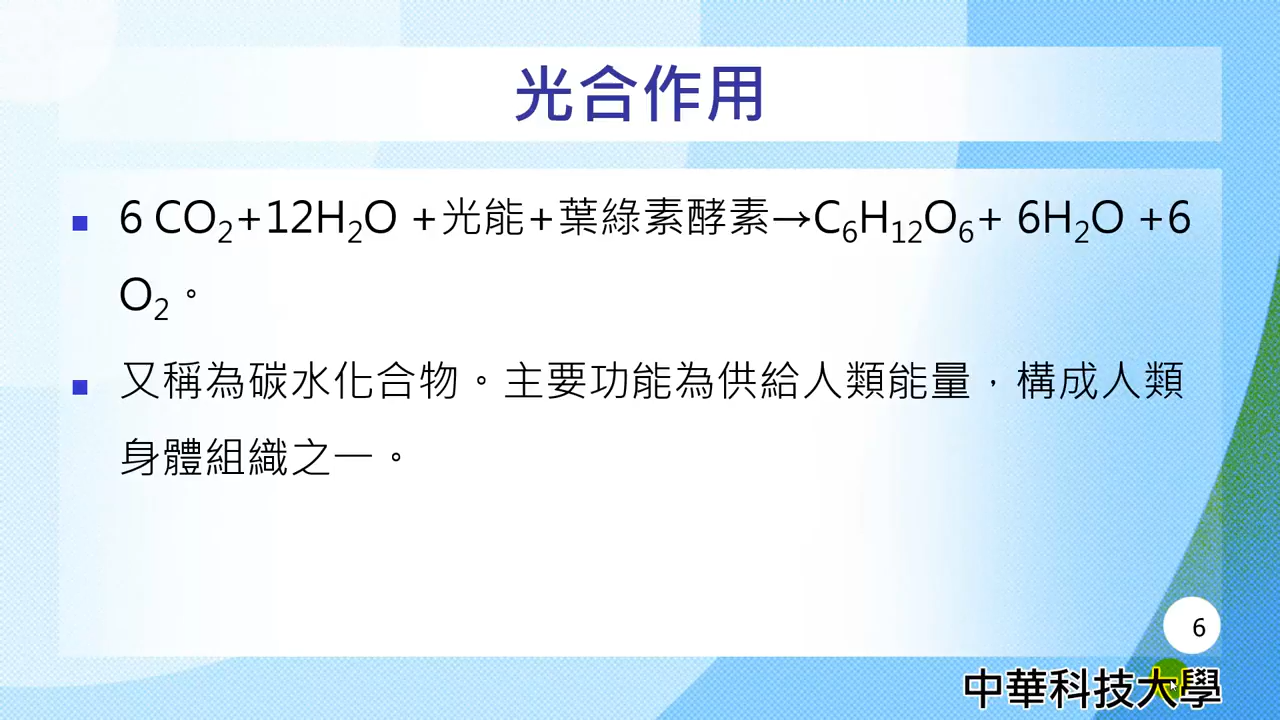 光合作用
6 CO₂+12H₂O +光能+葉綠素酵素→C₆H₁₂O₆+ 6H₂O +6
O₂。
又稱為碳水化合物。主要功能為供給人類能量，構成人類
身體組織之一。
6
中華科技大學